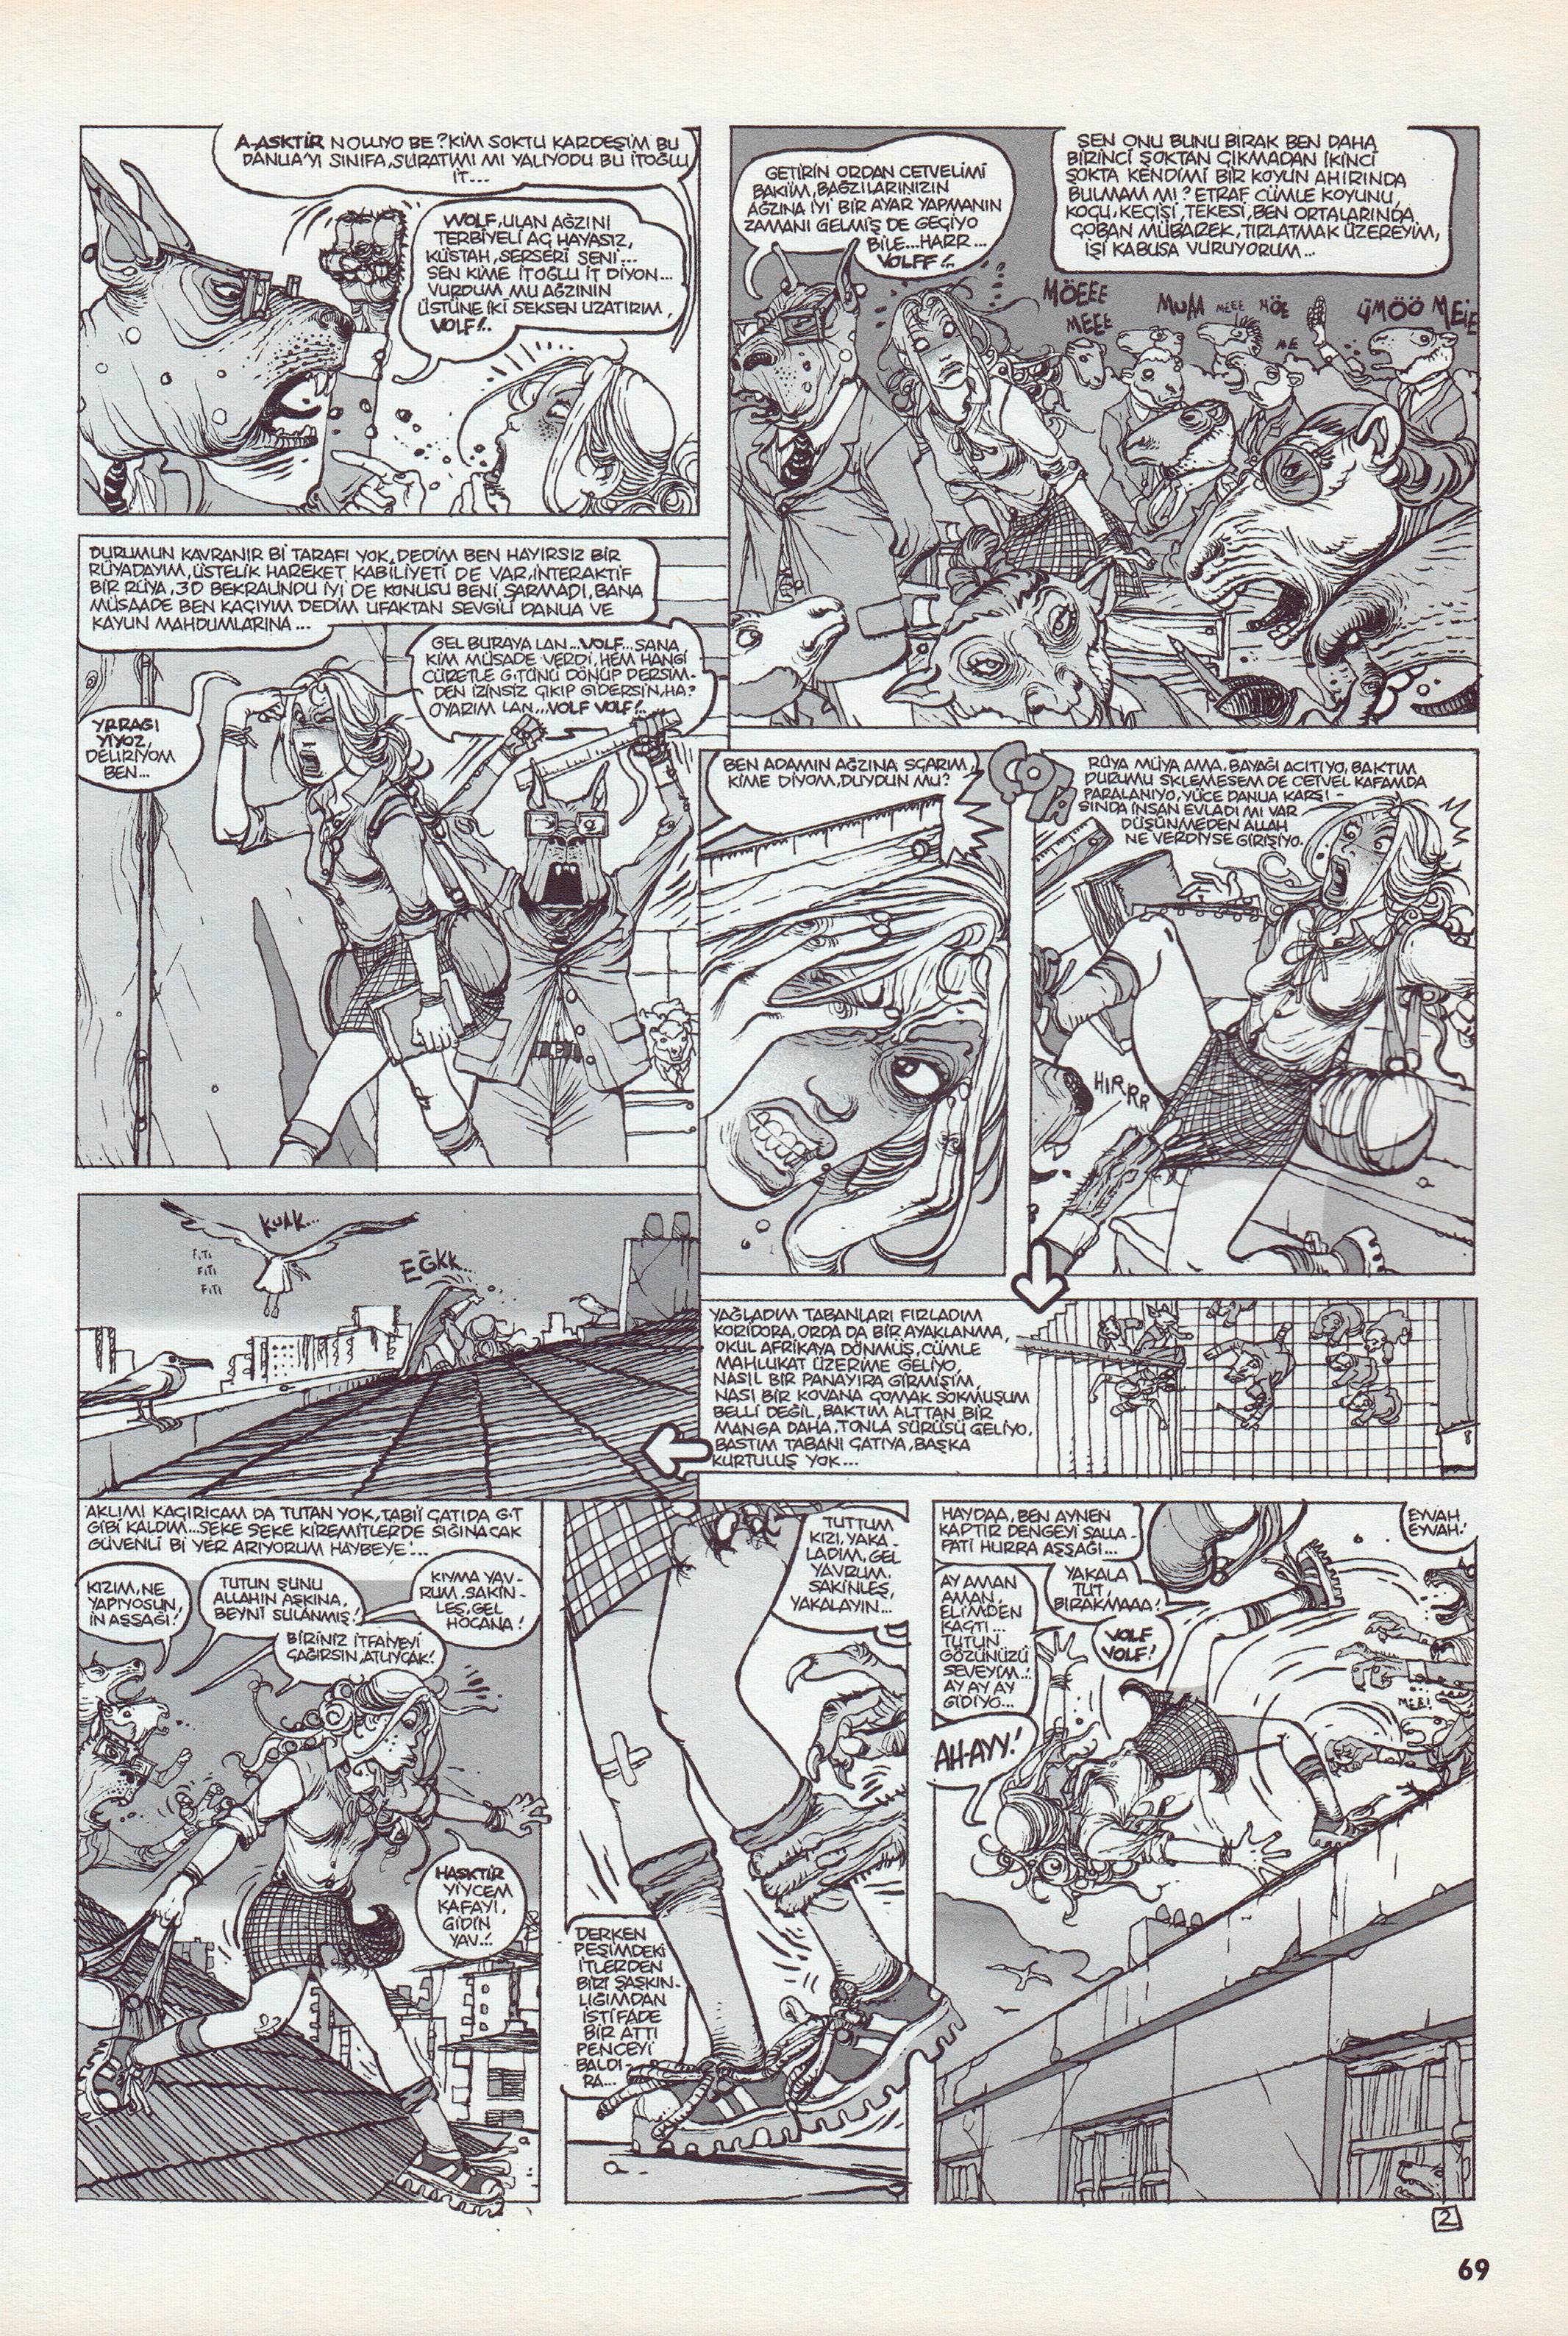 A-ASKTİR NOLUYO BE? KİM SOKTU KARDEŞİM BU
DANUA'YI SINIFA, SURATIMI MI YALIYODU BU İTOĞLU
İT...
WOLF, ULAN AĞZINI
TERBİYELİ AÇ HAYASIZ,
KÜSTAH, SERSERİ SENİ...
SEN KİME İTOĞLU İT DİYON...
VURDUM MU AĞZININ
ÜSTÜNE İKİ SEKSEN UZATIRIM,
VOLF!..
GETİRİN ORDAN CETVELİMİ
BAKİİM, BAĞZILARINIZIN
AĞZINA İYİ BİR AYAR YAPMANIN
ZAMANI GELMİŞ DE GEÇİYO
BİLE... HARR...
VOLFF!..
SEN ONU BUNU BIRAK BEN DAHA
BİRİNCİ ŞOKTAN ÇIKMADAN İKİNCİ
ŞOKTA KENDİMİ BİR KOYUN AHIRINDA
BULMAM MI? ETRAF CÜMLE KOYUNU,
KOÇU, KEÇİSİ, TEKESİ, BEN ORTALARINDA
ÇOBAN MÜBAREK, TIRLATMAK ÜZEREYİM,
İŞİ KABUSA VURUYORUM...
MÖEEE
MEEE
MUAA
MEEE
MÖE
ME
ÜMÖÖ MEİE
DURUMUN KAVRANIR Bİ TARAFI YOK, DEDİM BEN HAYIRSIZ BİR
RÜYADAYIM, ÜSTELİK HAREKET KABİLİYETİ DE VAR, İNTERAKTİF
BİR RÜYA, 3D BEKRAUNDU İYİ DE KONUSU BENİ SARMADI, BANA
MÜSAADE BEN KAÇIYIM DEDİM UFAKTAN SEVGİLİ DANUA VE
KAYUN MAHDUMLARINA...
YRRAGI
YİYOZ,
DELİRİYOM
BEN...
GEL BURAYA LAN... VOLF... SANA
KİM MÜSADE VERDİ, HEM HANGİ
CÜRETLE G.TÜNÜ DÖNÜP DERSİM-
DEN İZİNSİZ ÇIKIP GİDERSİN, HA?
OYARIM LAN... VOLF VOLF!..
BEN ADAMIN AĞZINA SÇARIM,
KİME DİYOM, DUYDUN MU?
ÇOTA
RÜYA MÜYA AMA, BAYAĞI ACITIYO, BAKTIM
DURUMU SKLEMESEM DE CETVEL KAFAMDA
PARALANIYO, YÜCE DANUA KARŞI-
SINDA İNSAN EVLADI MI VAR
DÜŞÜNMEDEN ALLAH
NE VERDİYSE GİRİŞİYO.
HIRRR
KUAK...
FiTi
FiTi
FiTi
EĞKK...
YAĞLADIM TABANLARI FIRLADIM
KORİDORA, ORDA DA BİR AYAKLANMA,
OKUL AFRİKAYA DÖNMÜŞ, CÜMLE
MAHLUKAT ÜZERİME GELİYO,
NASIL BİR PANAYIRA GİRMİŞİM,
NASI BİR KOVANA ÇOMAK SOKMUŞUM
BELLİ DEĞİL, BAKTIM ALTTAN BİR
MANGA DAHA, TONLA SÜRÜSÜ GELİYO,
BASTIM TABANI ÇATIYA, BAŞKA
KURTULUŞ YOK...
AKLIMI KAÇIRICAM DA TUTAN YOK, TABİİ ÇATIDA G.T
GİBİ KALDIM... SEKE SEKE KİREMİTLERDE SIĞINACAK
GÜVENLİ Bİ YER ARIYORUM HAYBEYE!...
KIZIM, NE
YAPIYOSUN,
İN AŞŞAĞI!
TUTUN ŞUNU
ALLAHIN AŞKINA,
BEYNİ SULANMIŞ!
KIYMA YAV-
RUM, SAKİN-
LEŞ, GEL
HOCANA!
BİRİNİZ İTFAİYEYİ
ÇAĞIRSIN, ATLIYCAK!
HASKTİR
YİYCEM
KAFAYI,
GİDİN
YAV..!
TUTTUM
KIZI, YAKA-
LADIM, GEL
YAVRUM,
SAKİNLEŞ,
YAKALAYIN...
DERKEN
PEŞİMDEKİ
İTLERDEN
BİRİ ŞAŞKIN-
LIĞIMDAN
İSTİFADE
BİR ATTI
PENÇEYİ
BALDI-
RA...
HAYDAA, BEN AYNEN
KAPTIR DENGEYİ SALLA-
PATİ HURRA AŞŞAĞI...
EYVAH
EYVAH!
AY AMAN
AMAN,
ELİMDEN
KAÇTI...
TUTUN
GÖZÜNÜZÜ
SEVEYİM..!
AY AY AY
GİDİYO...
YAKALA
TUT,
BIRAKMAAA!
VOLF
VOLF!
MEE!
AH-AYY!
2
69